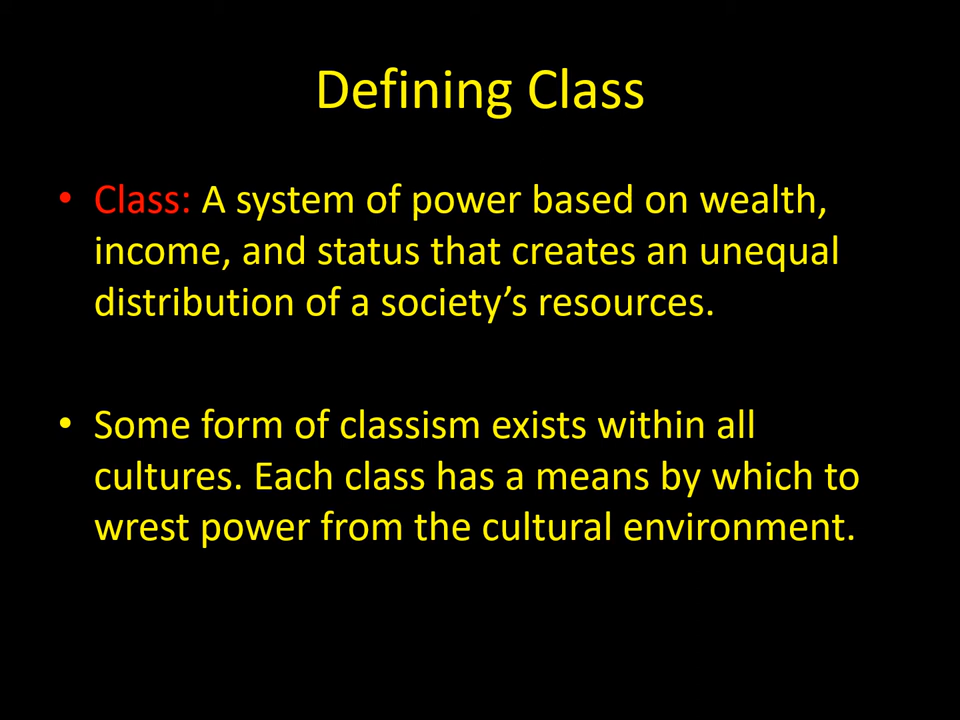 Defining Class
• Class: A system of power based on wealth,
income, and status that creates an unequal
distribution of a society’s resources.
• Some form of classism exists within all
cultures. Each class has a means by which to
wrest power from the cultural environment.